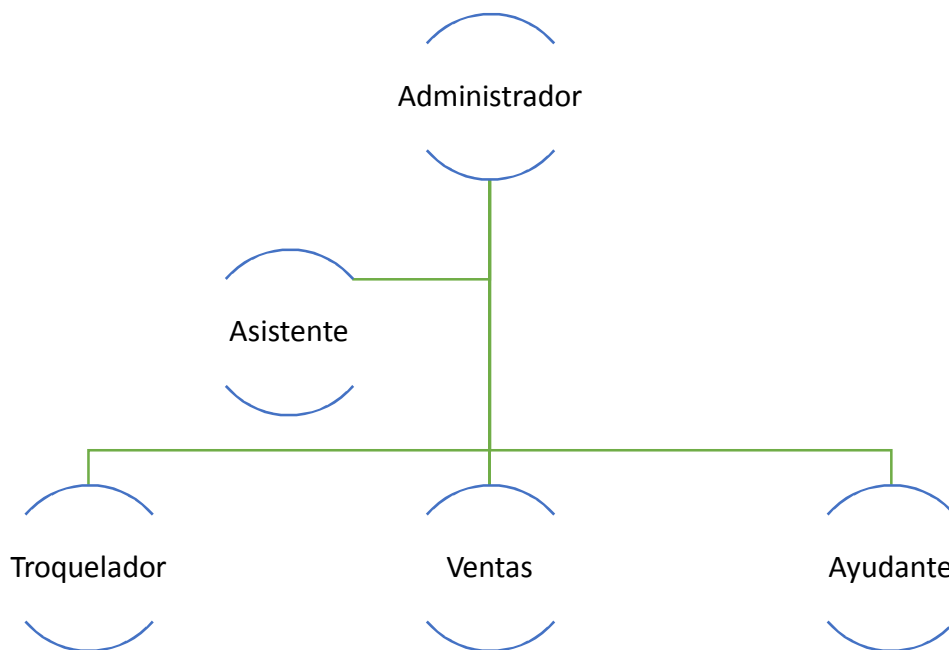 Administrador
Asistente
Troquelador
Ventas
Ayudante